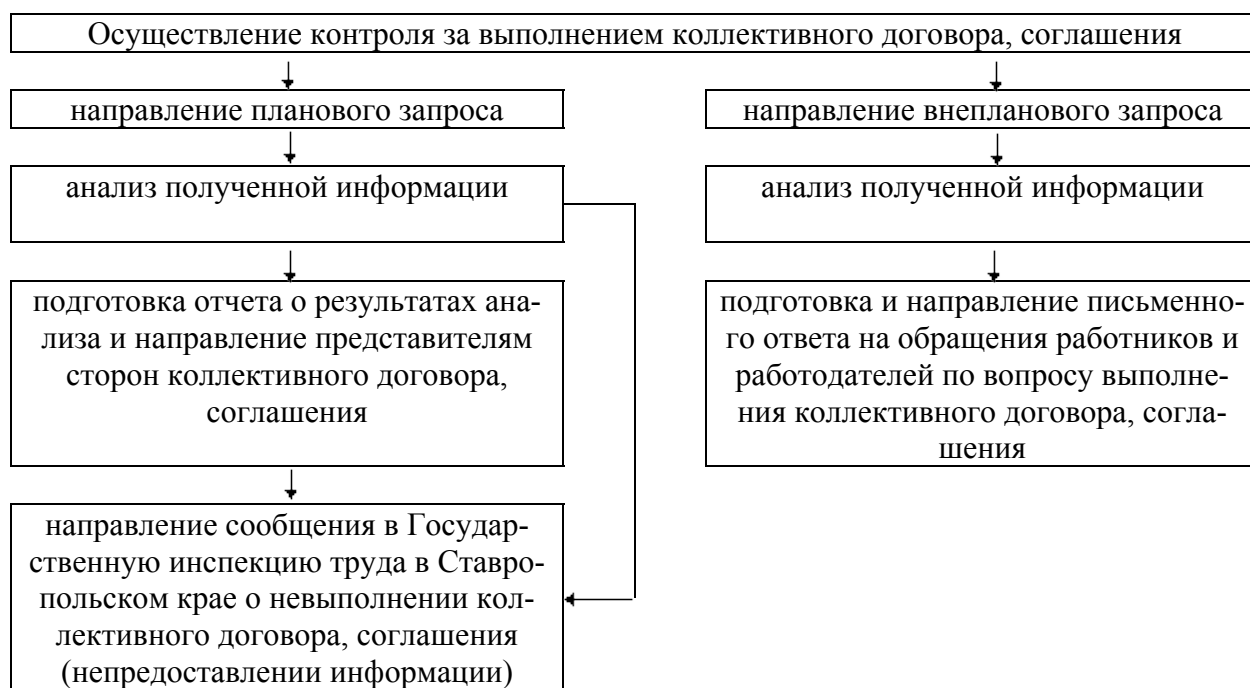 Осуществление контроля за выполнением коллективного договора, соглашения
направление планового запроса
направление внепланового запроса
анализ полученной информации
анализ полученной информации
подготовка отчета о результатах ана-
лиза и направление представителям
сторон коллективного договора,
соглашения
подготовка и направление письменно-
го ответа на обращения работников и
работодателей по вопросу выполне-
ния коллективного договора, согла-
шения
направление сообщения в Государ-
ственную инспекцию труда в Ставро-
польском крае о невыполнении кол-
лективного договора, соглашения
(непредоставлении информации)